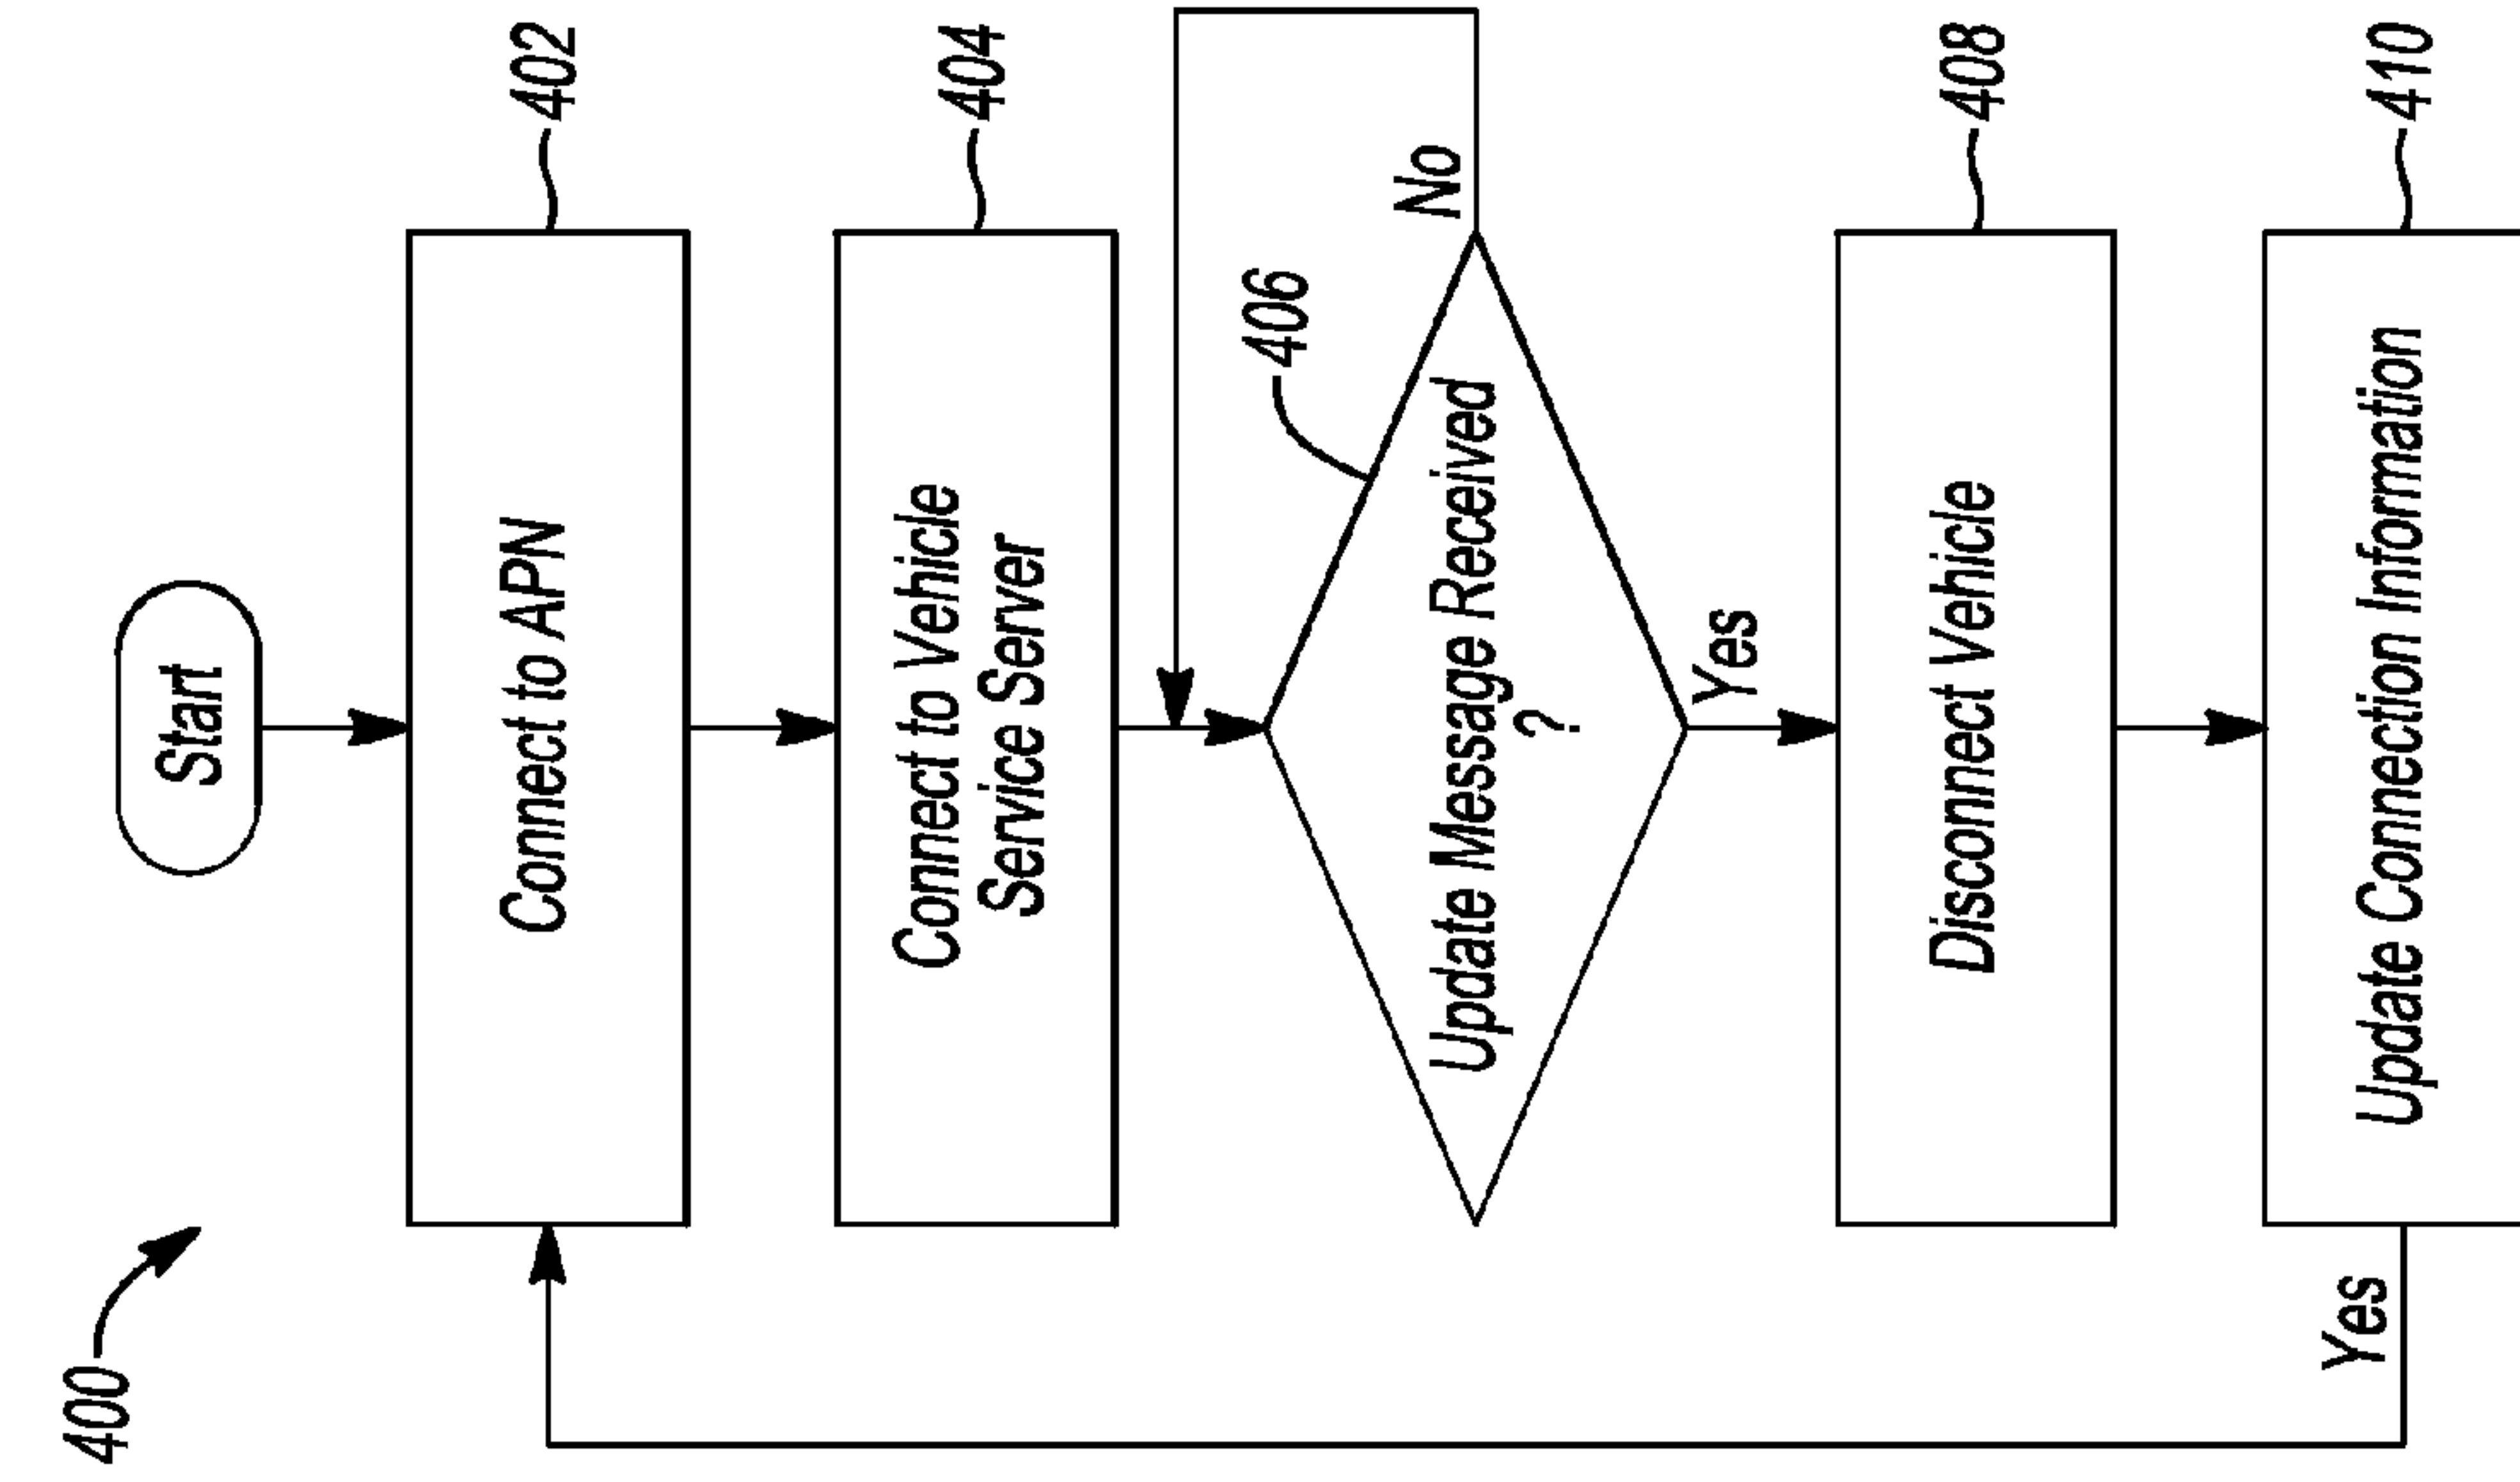 400
Start
Connect to APN
402
Connect to Vehicle
Service Server
404
406
Update Message Received
?
No
Yes
Disconnect Vehicle
408
Update Connection Information
410
Yes